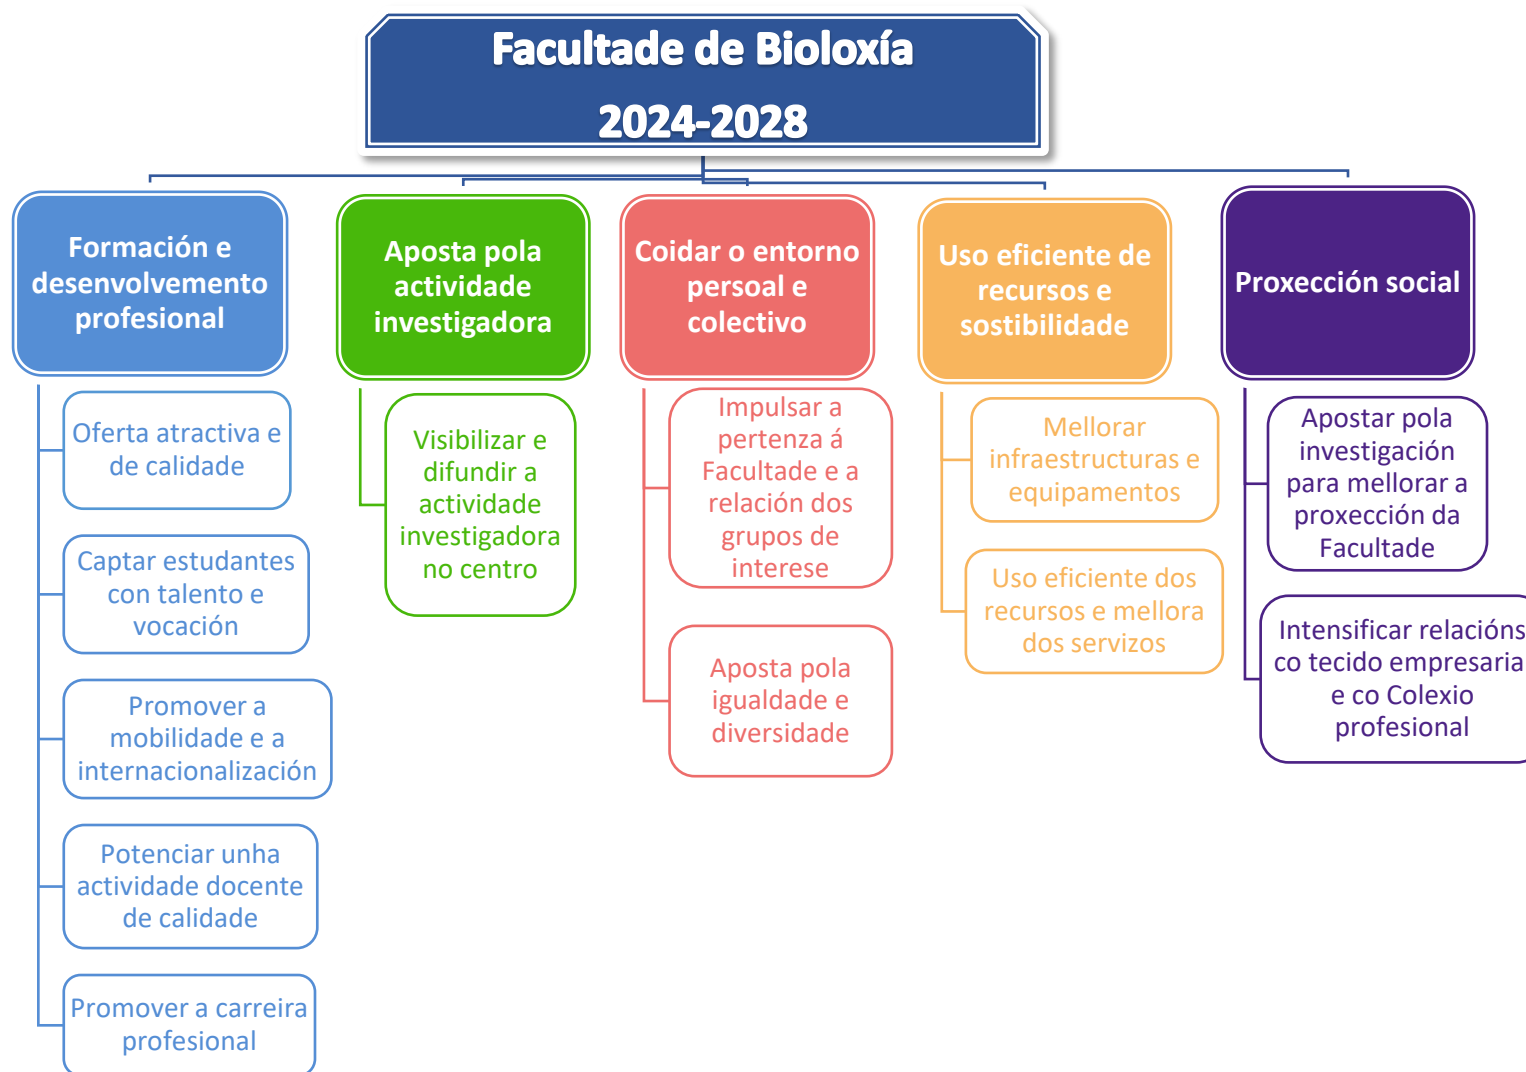 Facultade de Bioloxía
2024-2028
Formación e
desenvolvemento
profesional
Oferta atractiva e
de calidade
Captar estudantes
con talento e
vocación
Promover a
mobilidade e a
internacionalización
Potenciar unha
actividade docente
de calidade
Promover a carreira
profesional
Aposta pola
actividade
investigadora
Visibilizar e
difundir a
actividade
investigadora
no centro
Coidar o entorno
persoal e
colectivo
Impulsar a
pertenza á
Facultade e a
relación dos
grupos de
interese
Aposta pola
igualdade e
diversidade
Uso eficiente de
recursos e
sostibilidade
Mellorar
infraestructuras e
equipamentos
Uso eficiente dos
recursos e mellora
dos servizos
Proxección social
Apostar pola
investigación
para mellorar a
proxección da
Facultade
Intensificar relacións
co tecido empresaria
e co Colexio
profesional